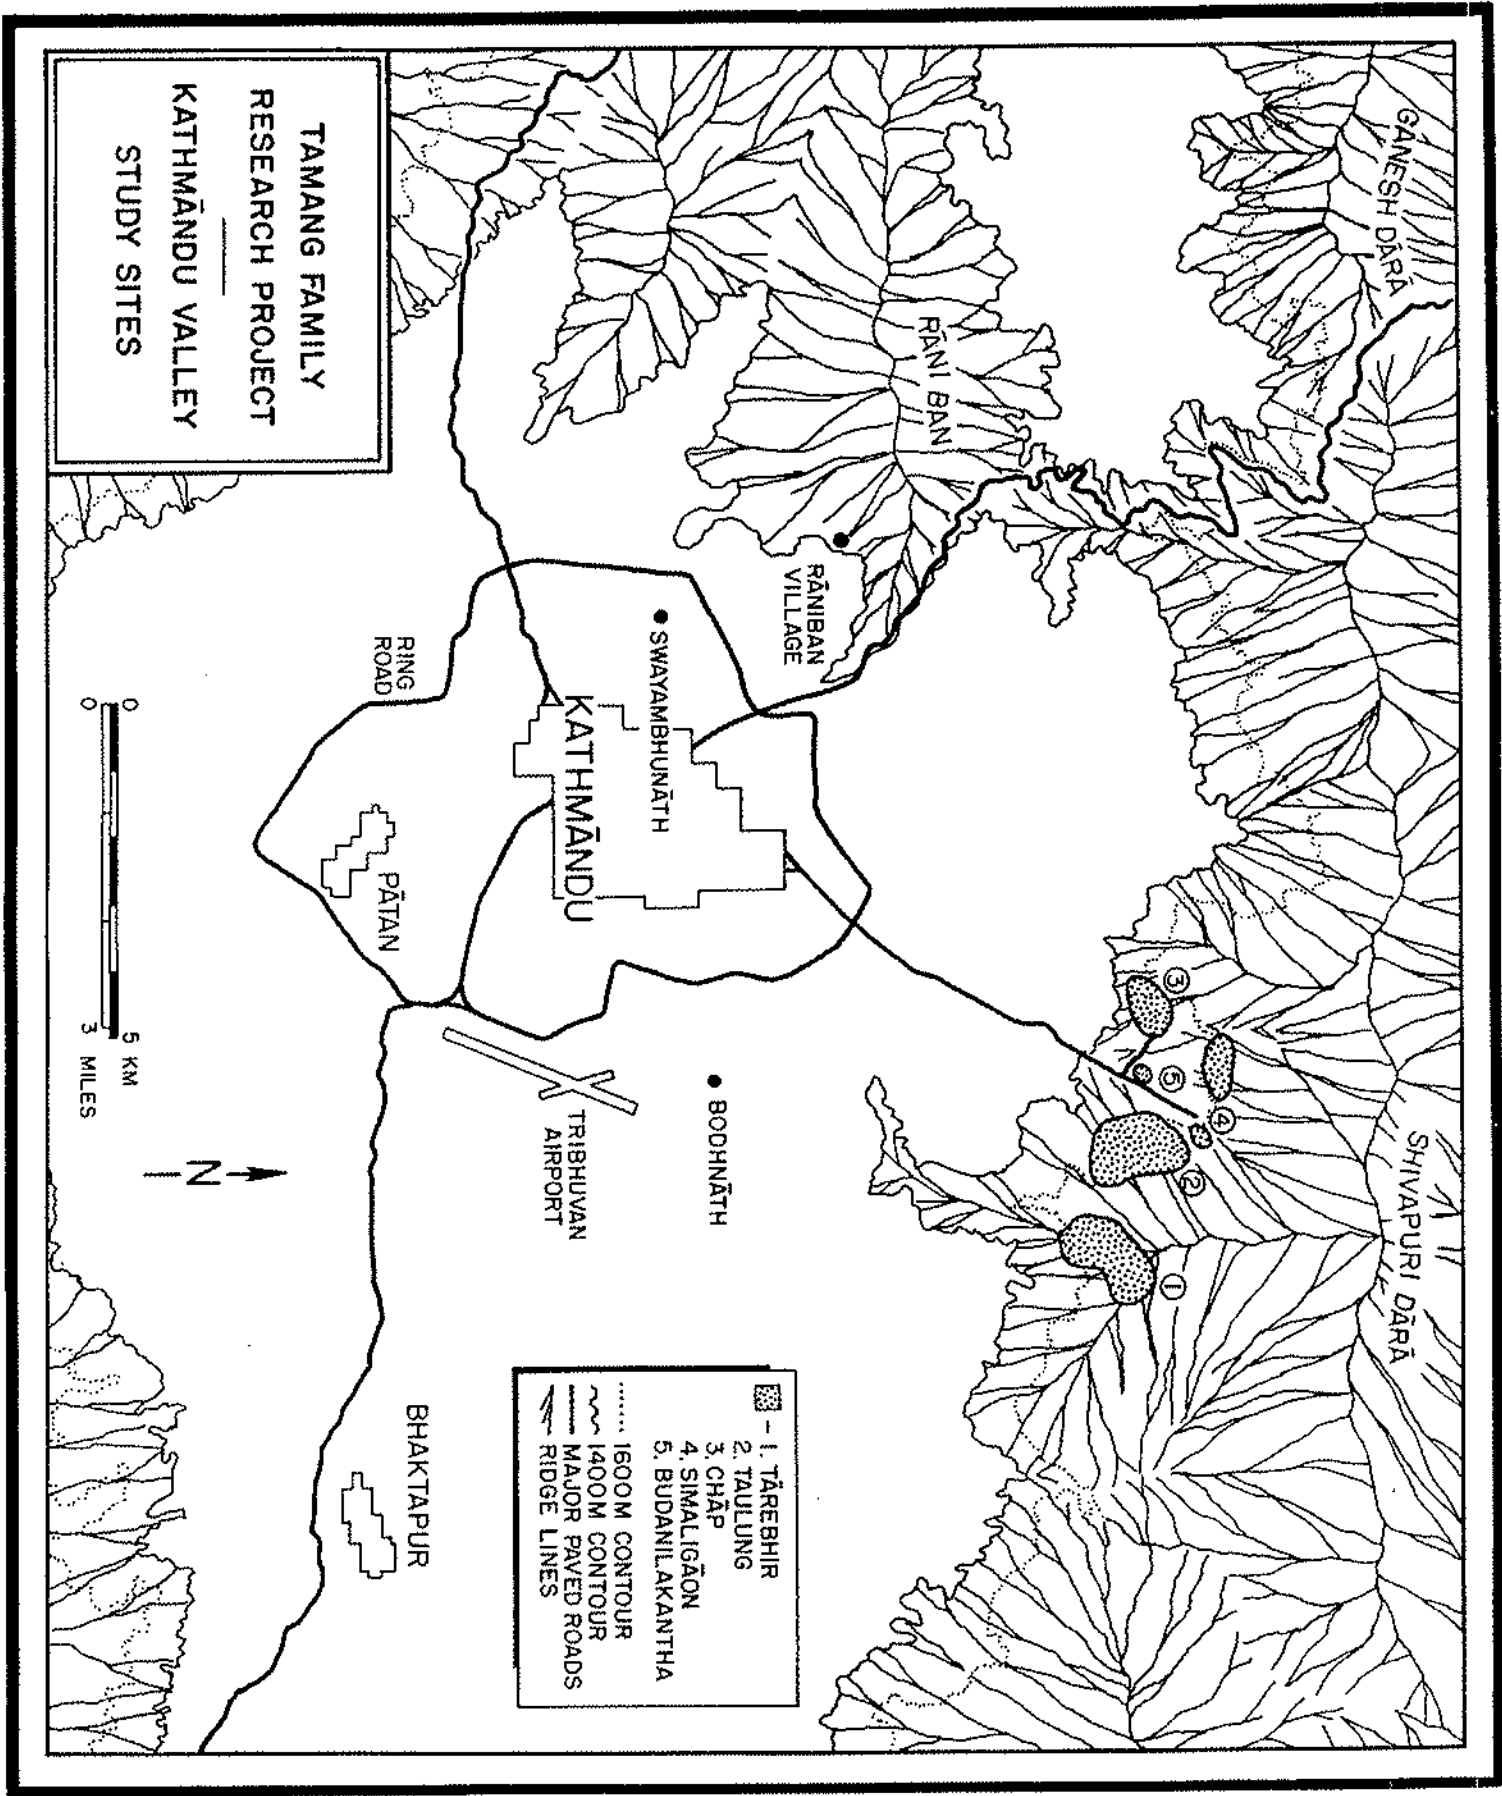 TAMANG FAMILY
RESEARCH PROJECT
KATHMĀNDU VALLEY
STUDY SITES
GANESH DĀRĀ
RĀNI BAN
SHIVAPURI DĀRĀ
RĀNIBAN
VILLAGE
SWAYAMBHUNĀTH
KATHMĀNDU
RING
ROAD
PĀTAN
BODHNĀTH
TRIBHUVAN
AIRPORT
BHAKTAPUR
3
5
4
2
1
0 5 KM
0 3 MILES
N
- 1. TĀREBHIR
2. TAULUNG
3. CHĀP
4. SIMALIGĀON
5. BUDANILAKANTHA
1600M CONTOUR
1400M CONTOUR
MAJOR PAVED ROADS
RIDGE LINES